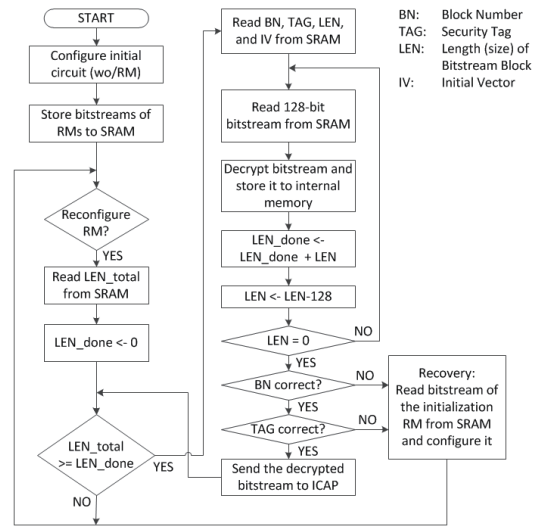 START
Configure initial
circuit (wo/RM)
Store bitstreams of
RMs to SRAM
Reconfigure
RM?
YES
Read LEN_total
from SRAM
LEN_done <- 0
LEN_total
>= LEN_done
YES
NO
Read BN, TAG, LEN,
and IV from SRAM
Read 128-bit
bitstream from SRAM
Decrypt bitstream and
store it to internal
memory
LEN_done <-
LEN_done + LEN
LEN <- LEN-128
LEN = 0
NO
YES
BN correct?
NO
YES
TAG correct?
NO
YES
Send the decrypted
bitstream to ICAP
Recovery:
Read bitstream of
the initialization
RM from SRAM
and configure it
BN: Block Number
TAG: Security Tag
LEN: Length (size) of
Bitstream Block
IV: Initial Vector